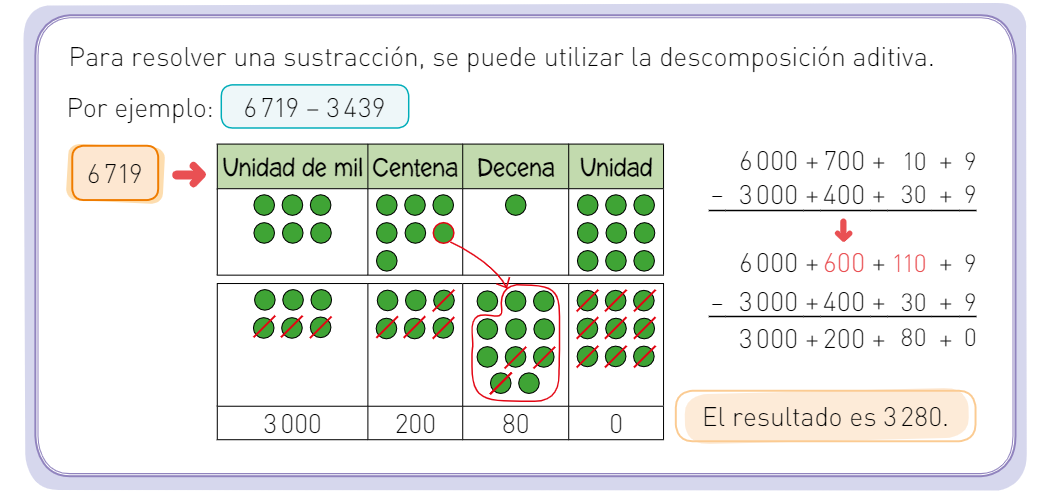 Para resolver una sustracción, se puede utilizar la descomposición aditiva.
Por ejemplo: 6 719 – 3 439
6 719
Unidad de mil Centena Decena Unidad
3 000 200 80 0
6 000 + 700 + 10 + 9
– 3 000 + 400 + 30 + 9
6 000 + 600 + 110 + 9
– 3 000 + 400 + 30 + 9
3 000 + 200 + 80 + 0
El resultado es 3 280.